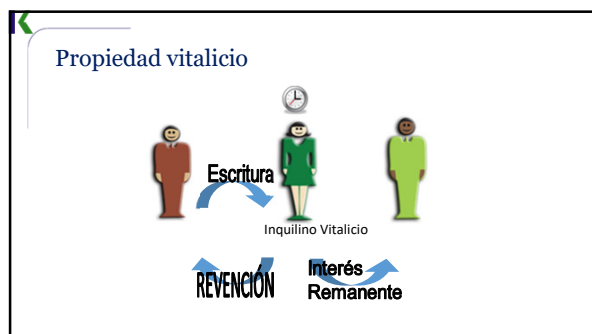 Propiedad vitalicio
Escritura
Inquilino Vitalicio
REVENCIÓN
Interés
Remanente